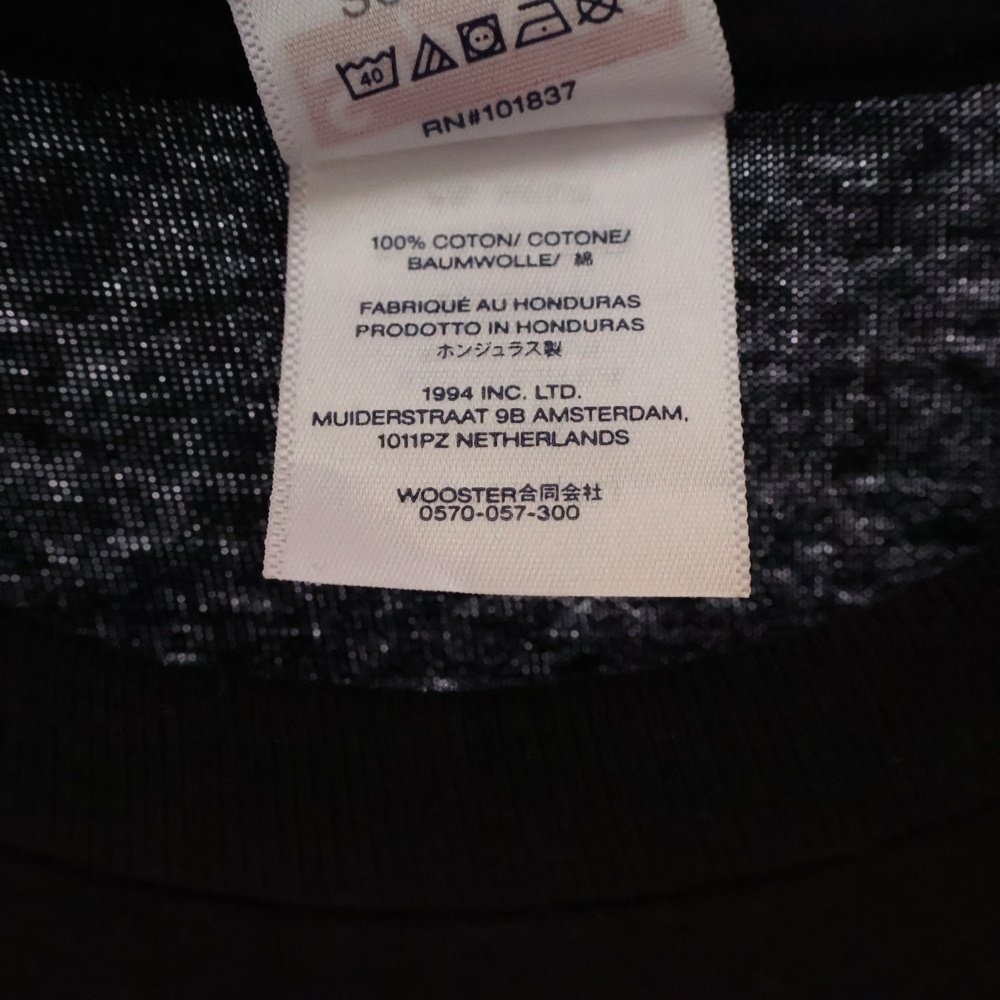 40
RN#101837
100% COTON/ COTONE/
BAUMWOLLE/ 綿
FABRIQUÉ AU HONDURAS
PRODOTTO IN HONDURAS
ホンジュラス製
1994 INC. LTD.
MUIDERSTRAAT 9B AMSTERDAM,
1011PZ NETHERLANDS
WOOSTER合同会社
0570-057-300